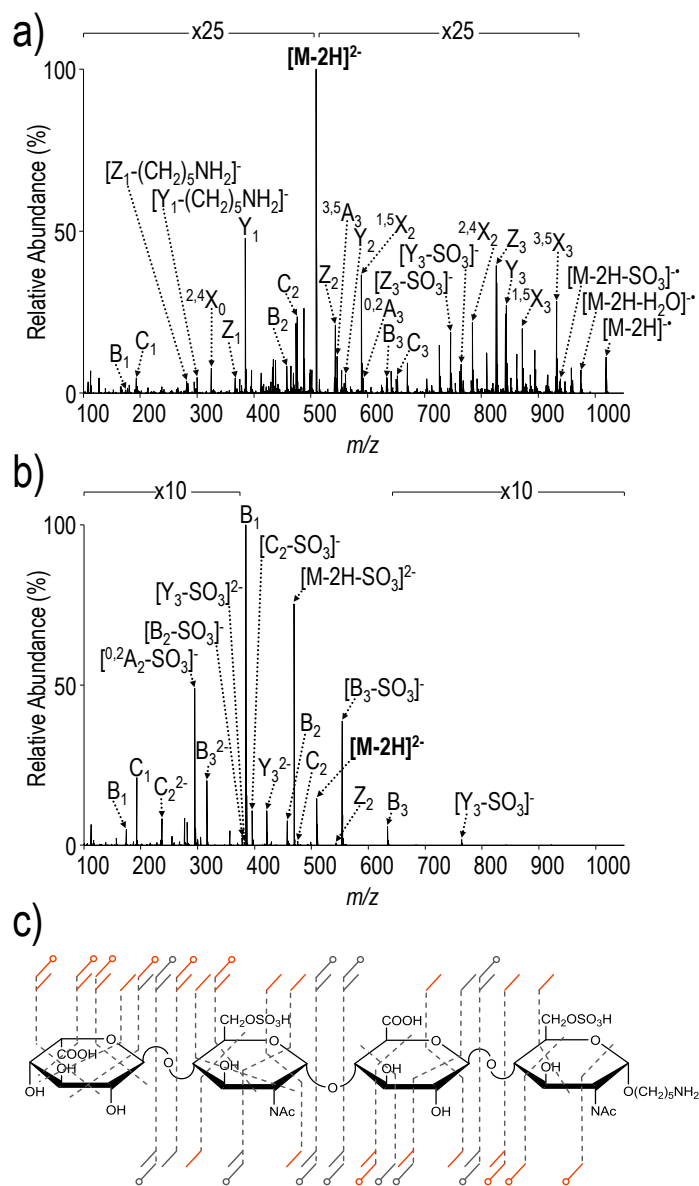 a)
x25 x25
[M-2H]²⁻
Relative Abundance (%)
100
50
0
[Z₁-(CH₂)₅NH₂]⁻
[Y₁-(CH₂)₅NH₂]⁻
Y₁
²,⁴X₀
B₁
C₁
Z₁
B₂
C₂
Z₂
³,⁵A₃
Y₂
¹,⁵X₂
⁰,²A₃
B₃
C₃
[Z₃-SO₃]⁻
[Y₃-SO₃]⁻
²,⁴X₂
Z₃
Y₃
¹,⁵X₃
³,⁵X₃
[M-2H-SO₃]⁻•
[M-2H-H₂O]⁻•
[M-2H]⁻•
100 200 300 400 500 600 700 800 900 1000
m/z
b)
x10 x10
Relative Abundance (%)
100
50
0
B₁
[C₂-SO₃]⁻
[M-2H-SO₃]²⁻
[Y₃-SO₃]²⁻
[B₂-SO₃]⁻
[⁰,²A₂-SO₃]⁻
[B₃-SO₃]⁻
B₂
[M-2H]²⁻
B₁
C₁
C₂²⁻
B₃²⁻
Y₃²⁻
C₂
Z₂
B₃
[Y₃-SO₃]⁻
100 200 300 400 500 600 700 800 900 1000
m/z
c)
COOH
O
OH
OH
OH
O
CH₂OSO₃H
O
OH
NAc
O
COOH
O
OH
OH
O
CH₂OSO₃H
O
OH
NAc
O(CH₂)₅NH₂